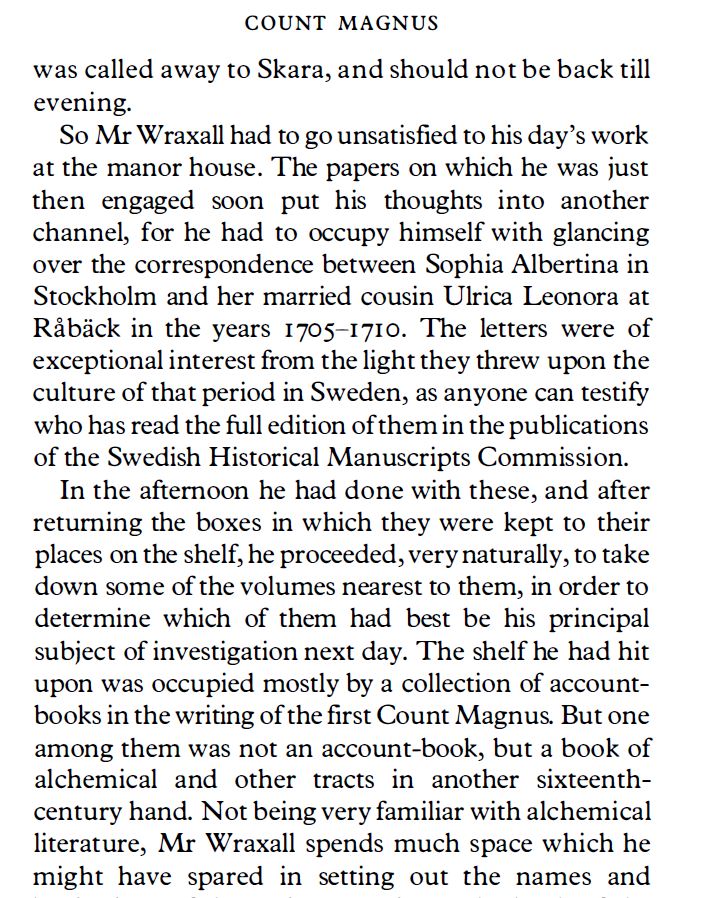 COUNT MAGNUS
was called away to Skara, and should not be back till
evening.
So Mr Wraxall had to go unsatisfied to his day’s work
at the manor house. The papers on which he was just
then engaged soon put his thoughts into another
channel, for he had to occupy himself with glancing
over the correspondence between Sophia Albertina in
Stockholm and her married cousin Ulrica Leonora at
Råbäck in the years 1705–1710. The letters were of
exceptional interest from the light they threw upon the
culture of that period in Sweden, as anyone can testify
who has read the full edition of them in the publications
of the Swedish Historical Manuscripts Commission.
In the afternoon he had done with these, and after
returning the boxes in which they were kept to their
places on the shelf, he proceeded, very naturally, to take
down some of the volumes nearest to them, in order to
determine which of them had best be his principal
subject of investigation next day. The shelf he had hit
upon was occupied mostly by a collection of account-
books in the writing of the first Count Magnus. But one
among them was not an account-book, but a book of
alchemical and other tracts in another sixteenth-
century hand. Not being very familiar with alchemical
literature, Mr Wraxall spends much space which he
might have spared in setting out the names and